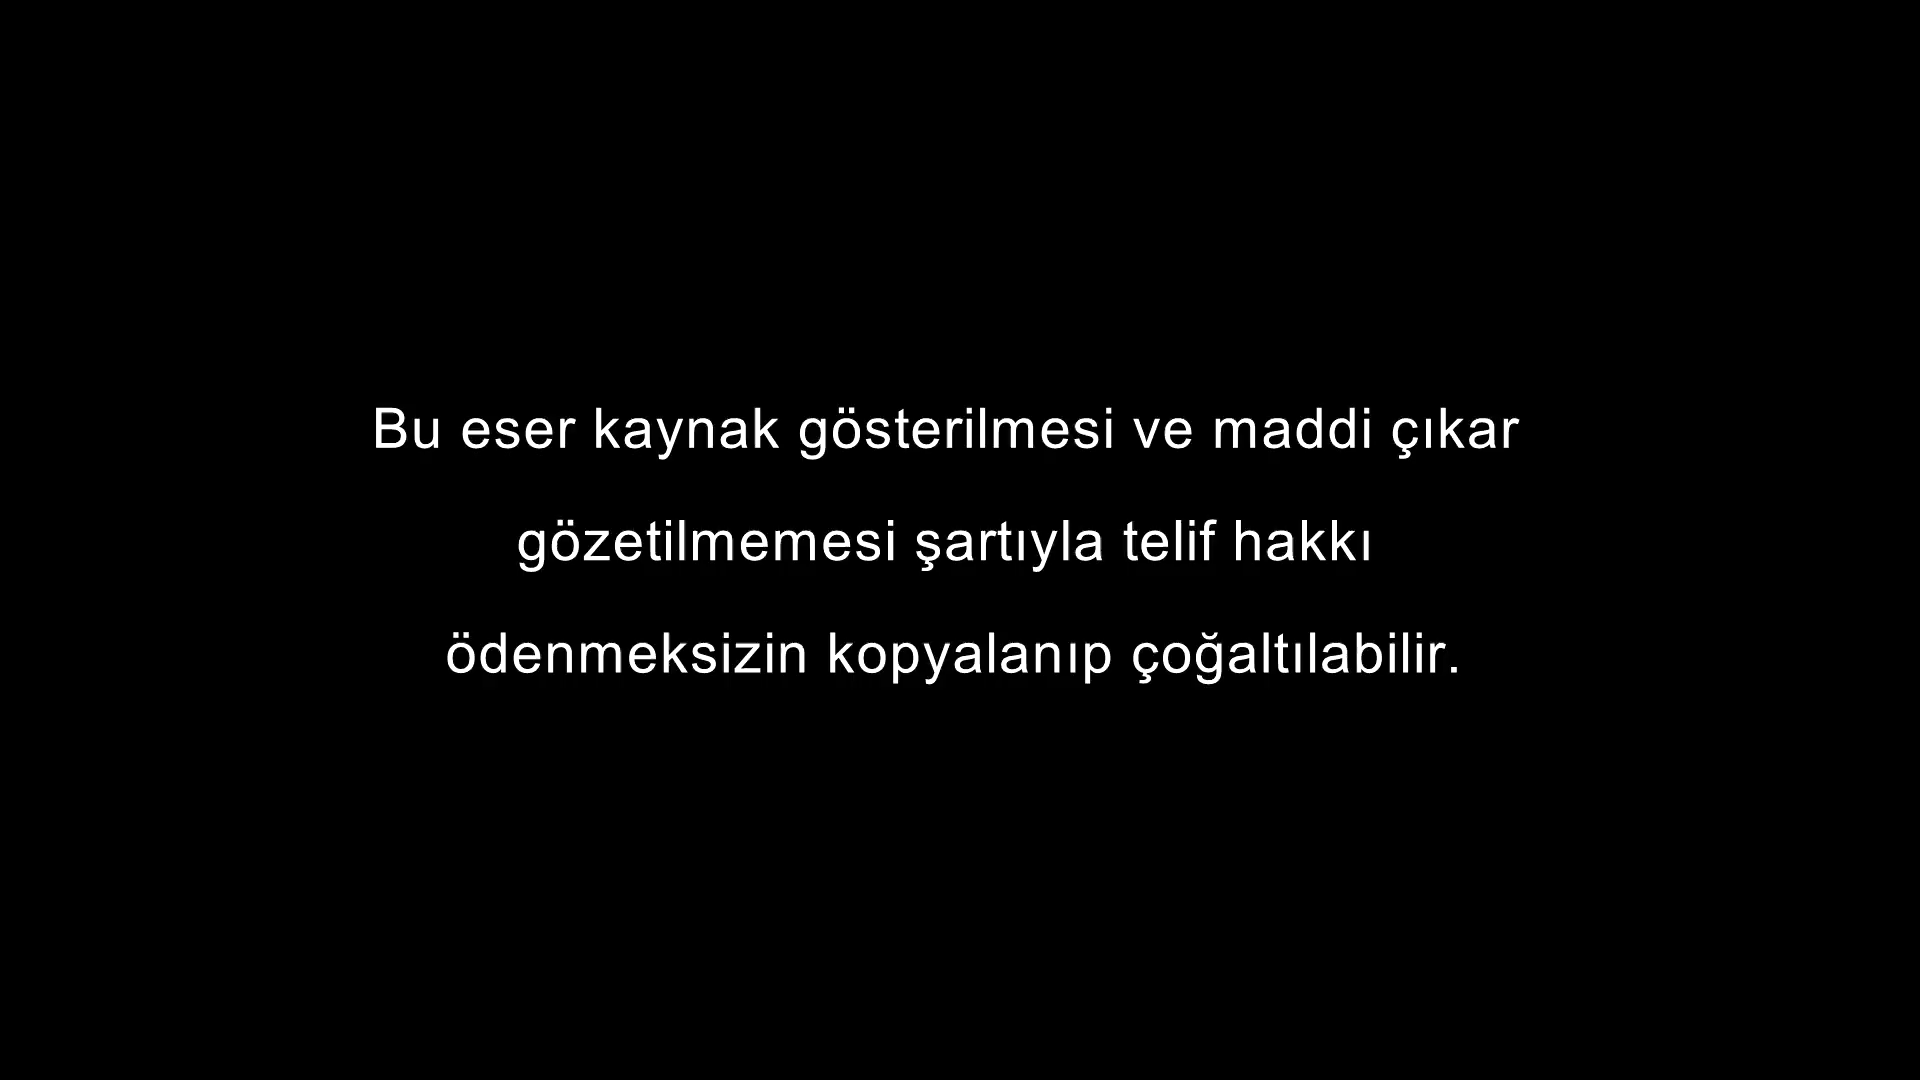 Bu eser kaynak gösterilmesi ve maddi çıkar
gözetilmemesi şartıyla telif hakkı
ödenmeksizin kopyalanıp çoğaltılabilir.